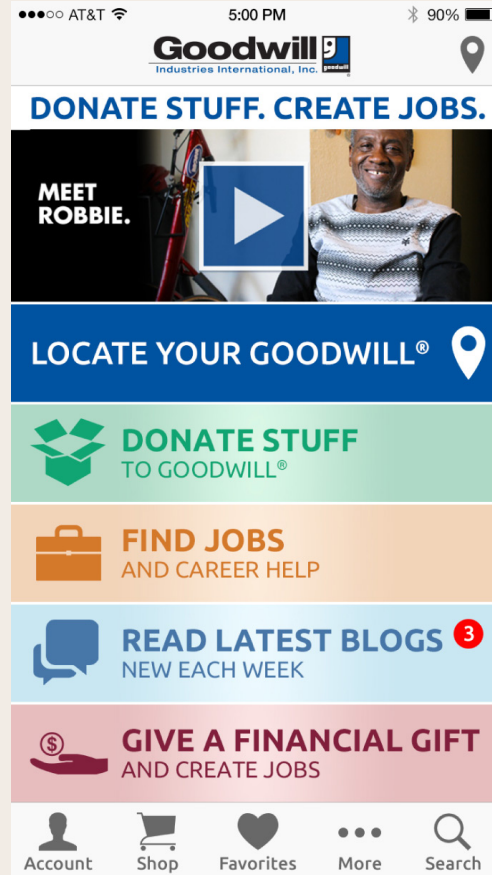 AT&T 5:00 PM 90%
Goodwill
Industries International, Inc. goodwill
DONATE STUFF. CREATE JOBS.
MEET
ROBBIE.
LOCATE YOUR GOODWILL®
DONATE STUFF
TO GOODWILL®
FIND JOBS
AND CAREER HELP
READ LATEST BLOGS 3
NEW EACH WEEK
GIVE A FINANCIAL GIFT
AND CREATE JOBS
Account Shop Favorites More Search